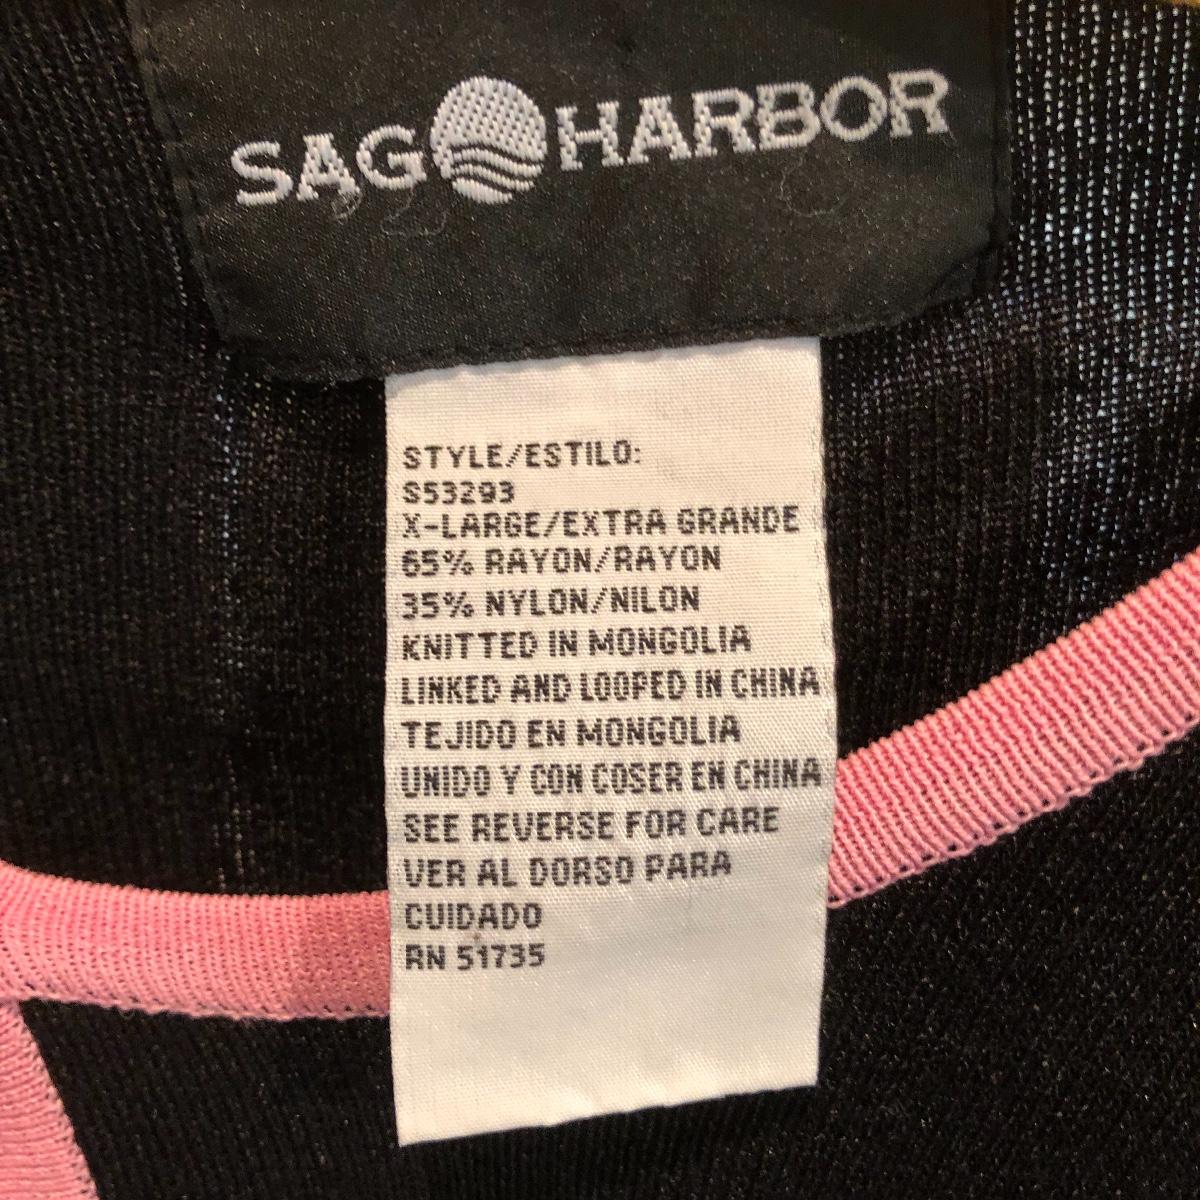 SAG HARBOR
STYLE/ESTILO:
S53293
X-LARGE/EXTRA GRANDE
65% RAYON/RAYON
35% NYLON/NILON
KNITTED IN MONGOLIA
LINKED AND LOOPED IN CHINA
TEJIDO EN MONGOLIA
UNIDO Y CON COSER EN CHINA
SEE REVERSE FOR CARE
VER AL DORSO PARA
CUIDADO
RN 51735